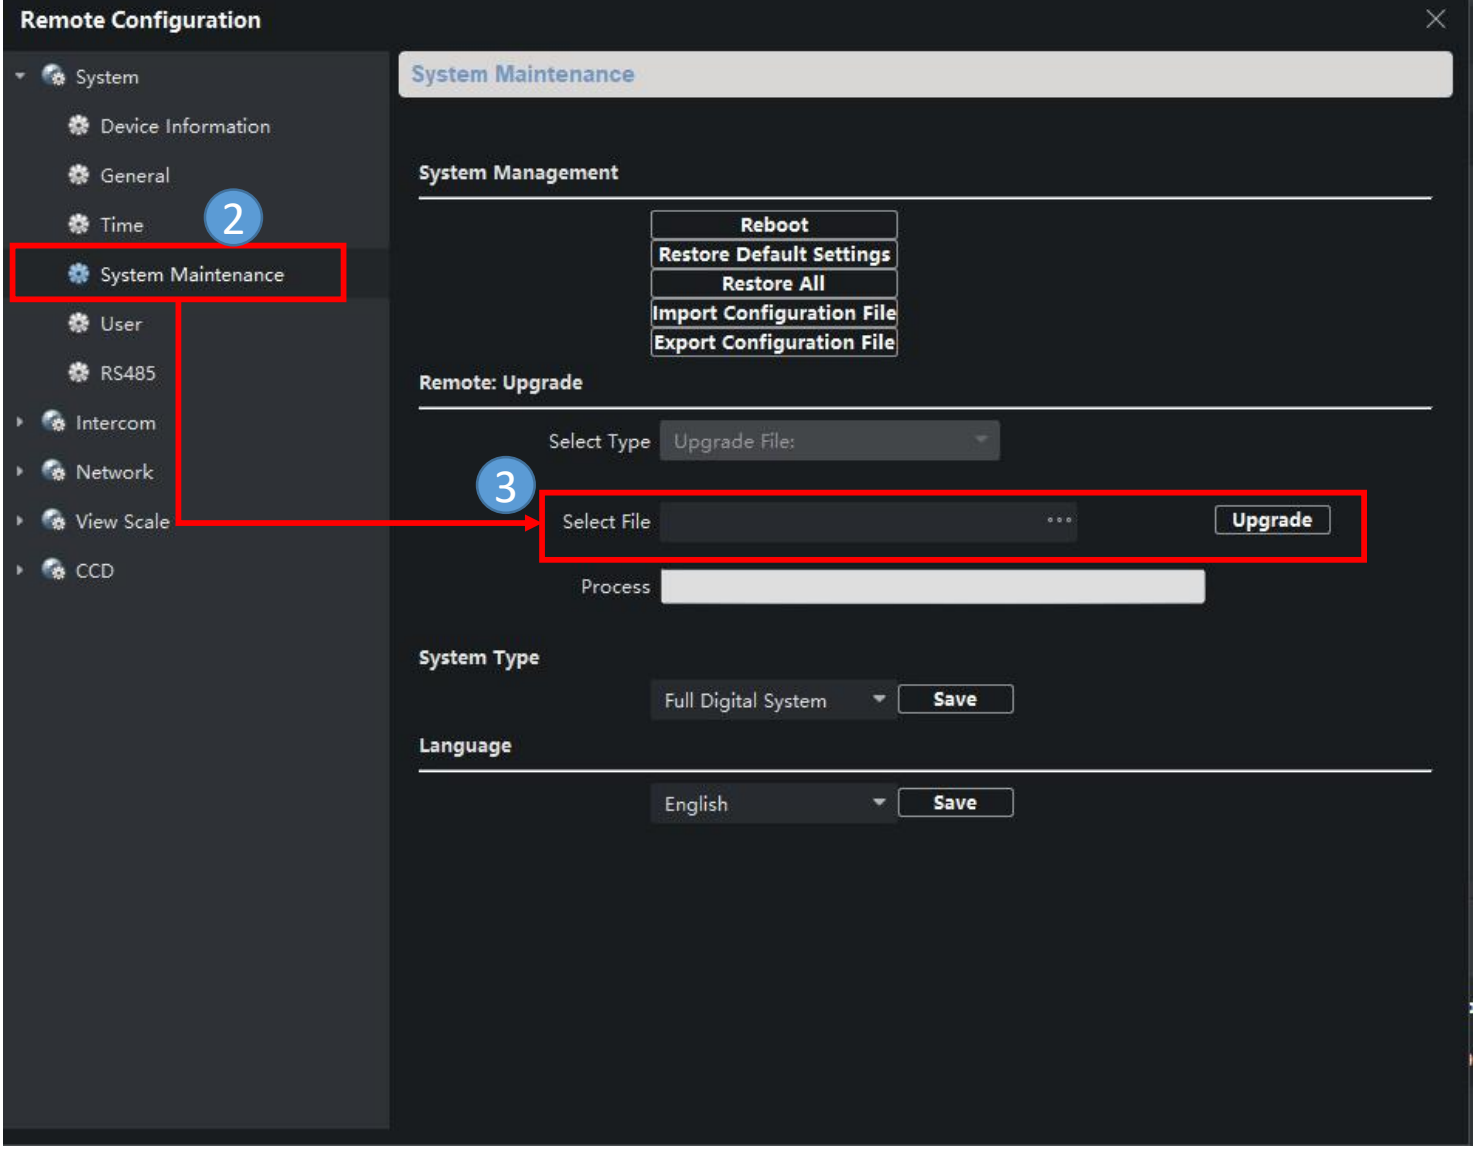 Remote Configuration
System
Device Information
General
Time
2
System Maintenance
User
RS485
Intercom
Network
View Scale
CCD
System Maintenance
System Management
Reboot
Restore Default Settings
Restore All
Import Configuration File
Export Configuration File
Remote: Upgrade
Select Type Upgrade File:
3
Select File Upgrade
Process
System Type
Full Digital System Save
Language
English Save